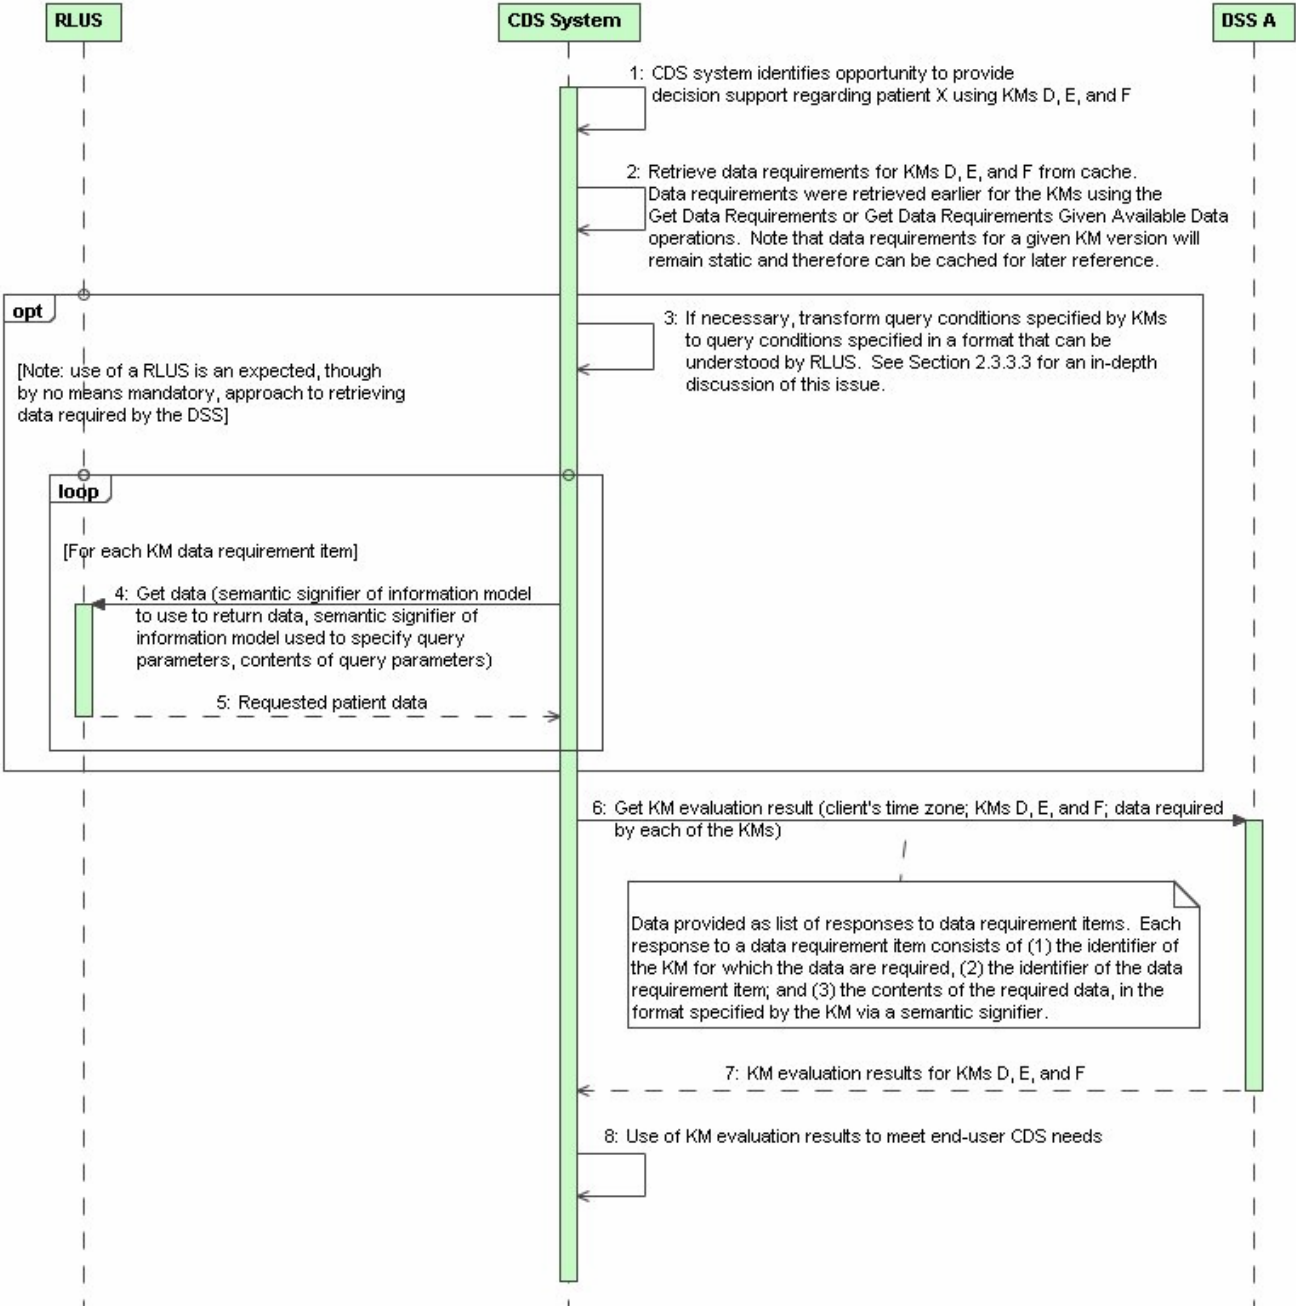 RLUS
CDS System
DSS A
1: CDS system identifies opportunity to provide
decision support regarding patient X using KMs D, E, and F
2: Retrieve data requirements for KMs D, E, and F from cache.
Data requirements were retrieved earlier for the KMs using the
Get Data Requirements or Get Data Requirements Given Available Data
operations. Note that data requirements for a given KM version will
remain static and therefore can be cached for later reference.
opt
3: If necessary, transform query conditions specified by KMs
to query conditions specified in a format that can be
understood by RLUS. See Section 2.3.3.3 for an in-depth
discussion of this issue.
[Note: use of a RLUS is an expected, though
by no means mandatory, approach to retrieving
data required by the DSS]
loop
[For each KM data requirement item]
4: Get data (semantic signifier of information model
to use to return data, semantic signifier of
information model used to specify query
parameters, contents of query parameters)
5: Requested patient data
6: Get KM evaluation result (client's time zone; KMs D, E, and F; data required
by each of the KMs)
Data provided as list of responses to data requirement items. Each
response to a data requirement item consists of (1) the identifier of
the KM for which the data are required, (2) the identifier of the data
requirement item; and (3) the contents of the required data, in the
format specified by the KM via a semantic signifier.
7: KM evaluation results for KMs D, E, and F
8: Use of KM evaluation results to meet end-user CDS needs